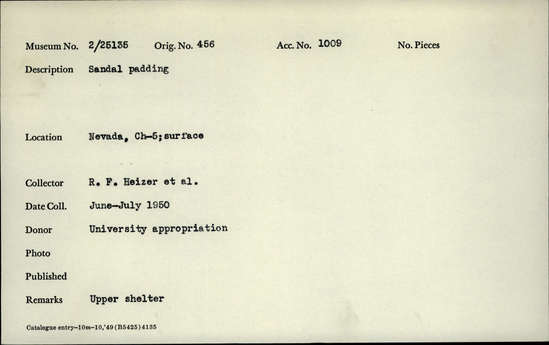 Museum No. 2/25135 Orig. No. 456 Acc. No. 1009 No. Pieces
Description Sandal padding
Location Nevada, Ch-5;surface
Collector R. F. Heizer et al.
Date Coll. June-July 1950
Donor University appropriation
Photo
Published
Remarks Upper shelter
Catalogue entry-10m-10,'49 (B5425) 4135